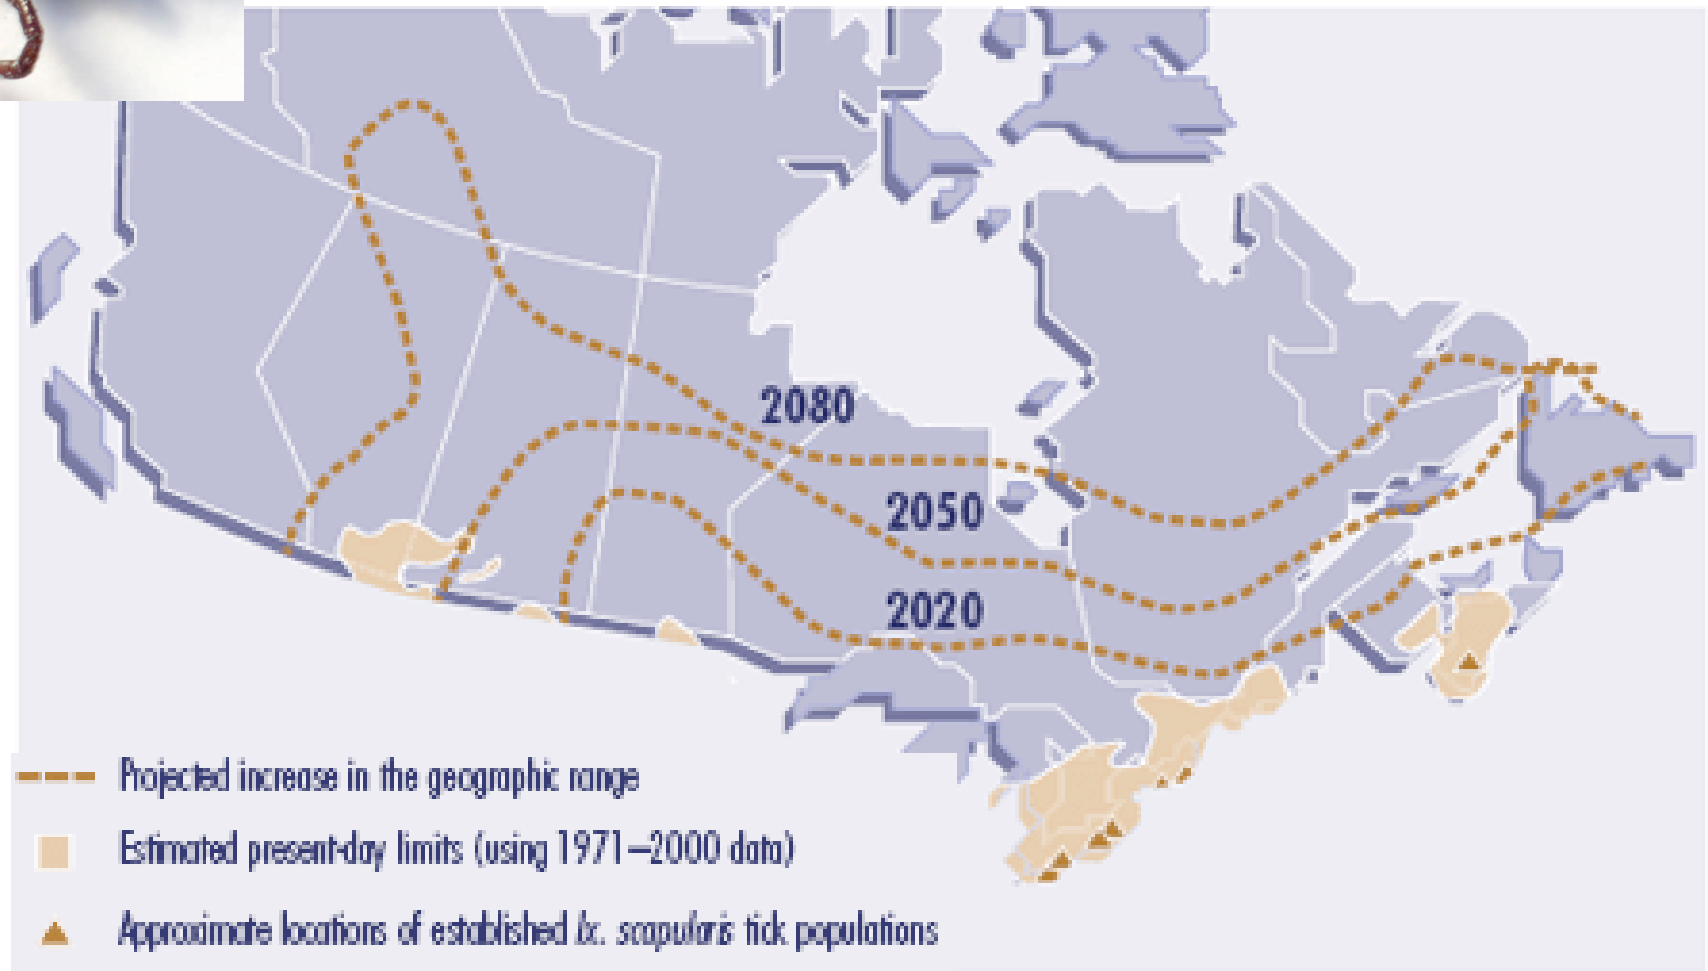 2080
2050
2020
Projected increase in the geographic range
Estimated present-day limits (using 1971–2000 data)
Approximate locations of established Ix. scapularis tick populations